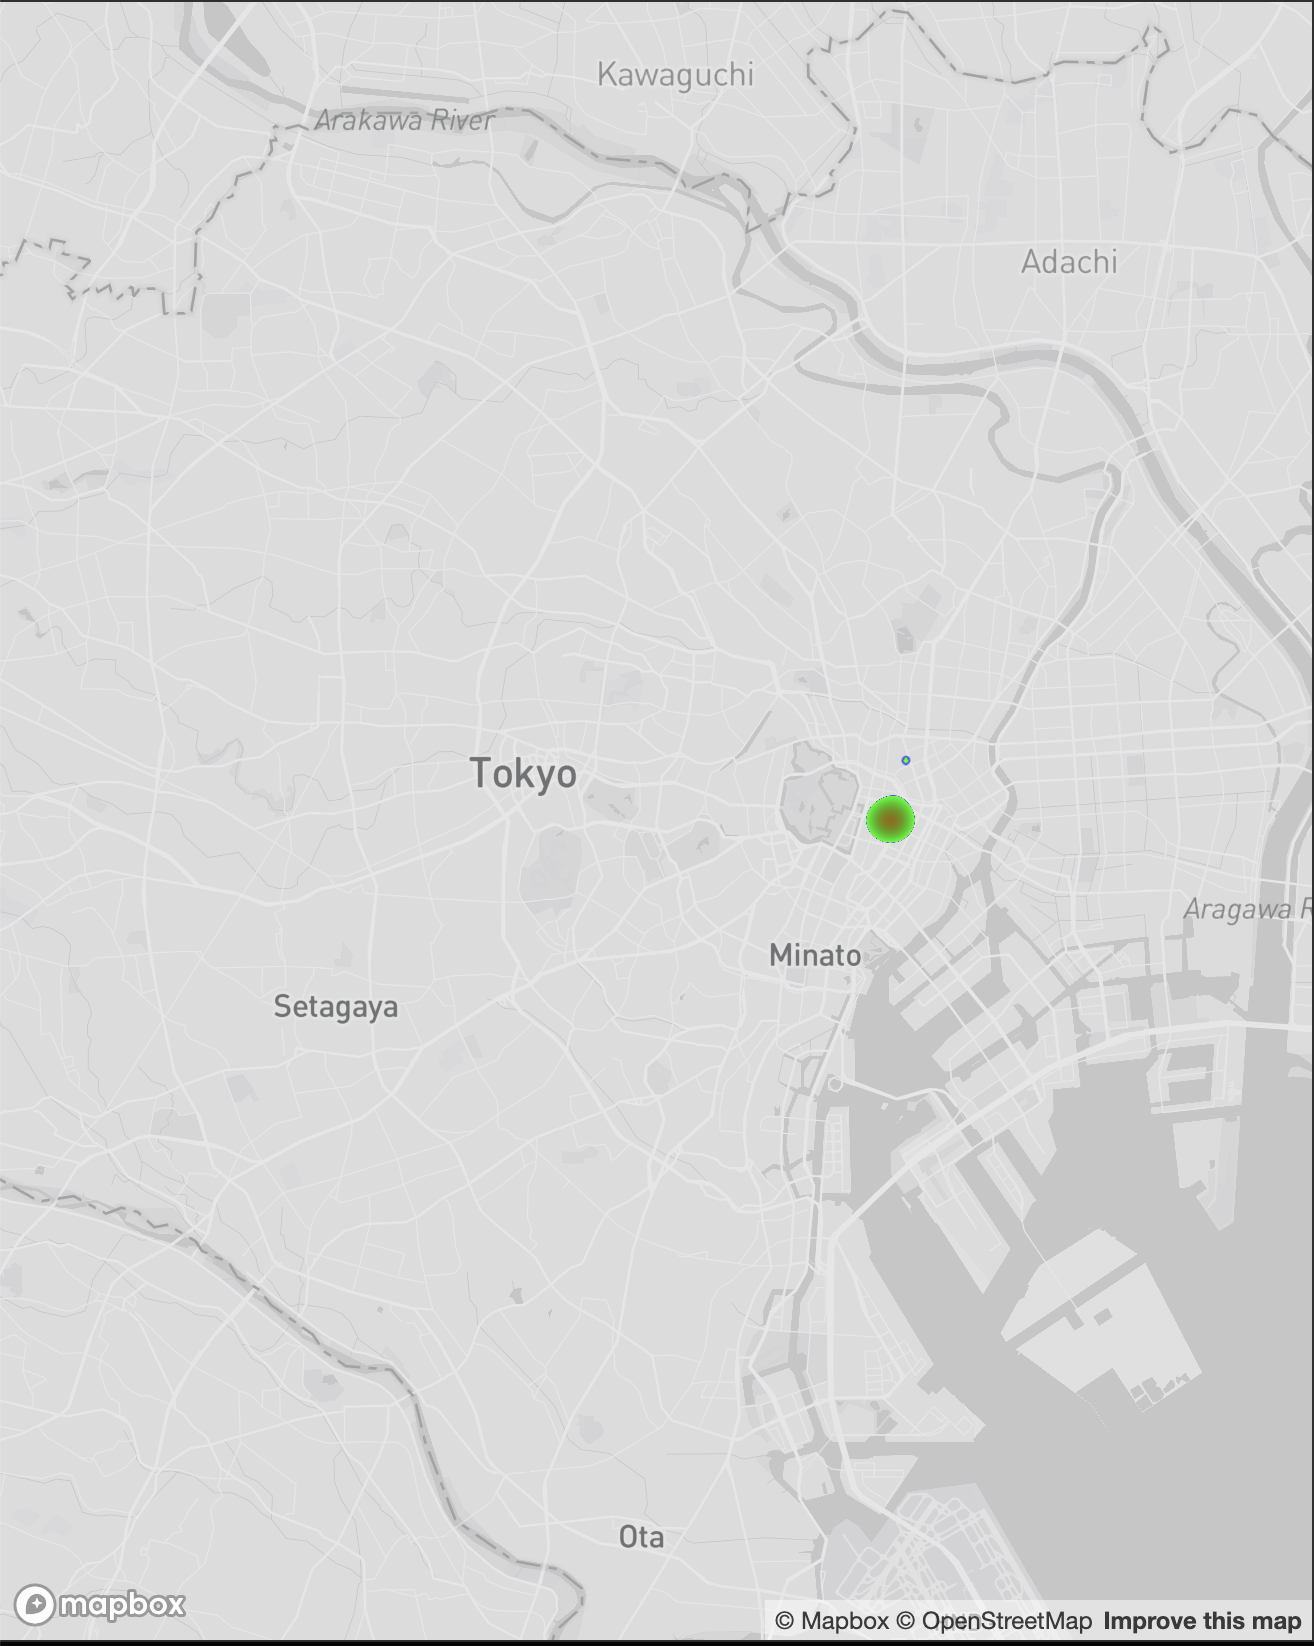 Kawaguchi
Arakawa River
Adachi
Tokyo
Aragawa R
Minato
Setagaya
Ota
mapbox
© Mapbox © OpenStreetMap Improve this map